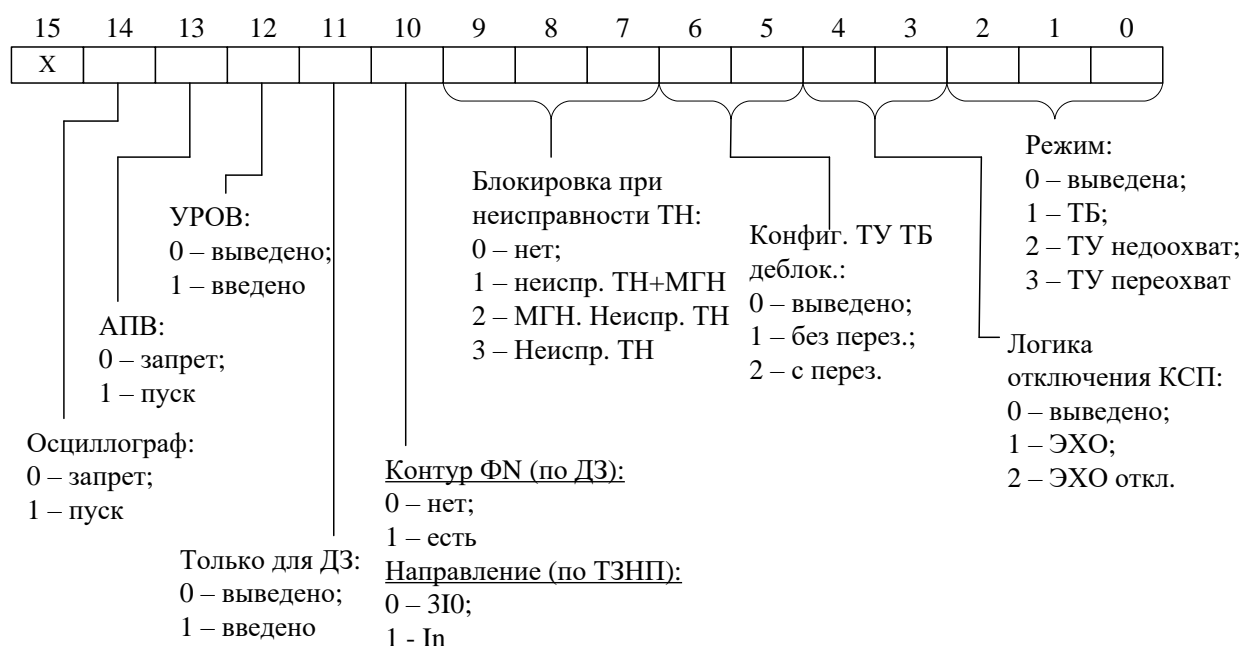 15 14 13 12 11 10 9 8 7 6 5 4 3 2 1 0
X
Режим:
0 – выведена;
1 – ТБ;
2 – ТУ недоохват;
3 – ТУ переохват
Логика
отключения КСП:
0 – выведено;
1 – ЭХО;
2 – ЭХО откл.
Конфиг. ТУ ТБ
деблок.:
0 – выведено;
1 – без перез.;
2 – с перез.
Блокировка при
неисправности ТН:
0 – нет;
1 – неиспр. ТН+МГН
2 – МГН. Неиспр. ТН
3 – Неиспр. ТН
Контур ФN (по ДЗ):
0 – нет;
1 – есть
Направление (по ТЗНП):
0 – 3I0;
1 - In
Только для ДЗ:
0 – выведено;
1 – введено
УРОВ:
0 – выведено;
1 – введено
АПВ:
0 – запрет;
1 – пуск
Осциллограф:
0 – запрет;
1 – пуск